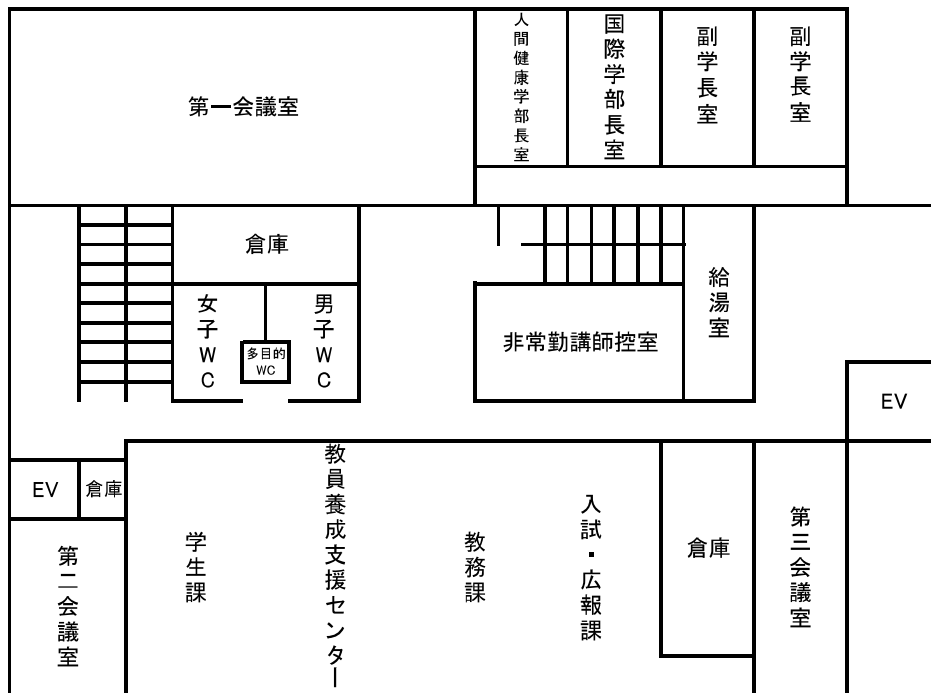 第一会議室
人間健康学部長室
国際学部長室
副学長室
副学長室
倉庫
女子WC
多目的
WC
男子WC
非常勤講師控室
給湯室
EV
EV
倉庫
第二会議室
学生課
教員養成支援センター
教務課
入試・広報課
倉庫
第三会議室